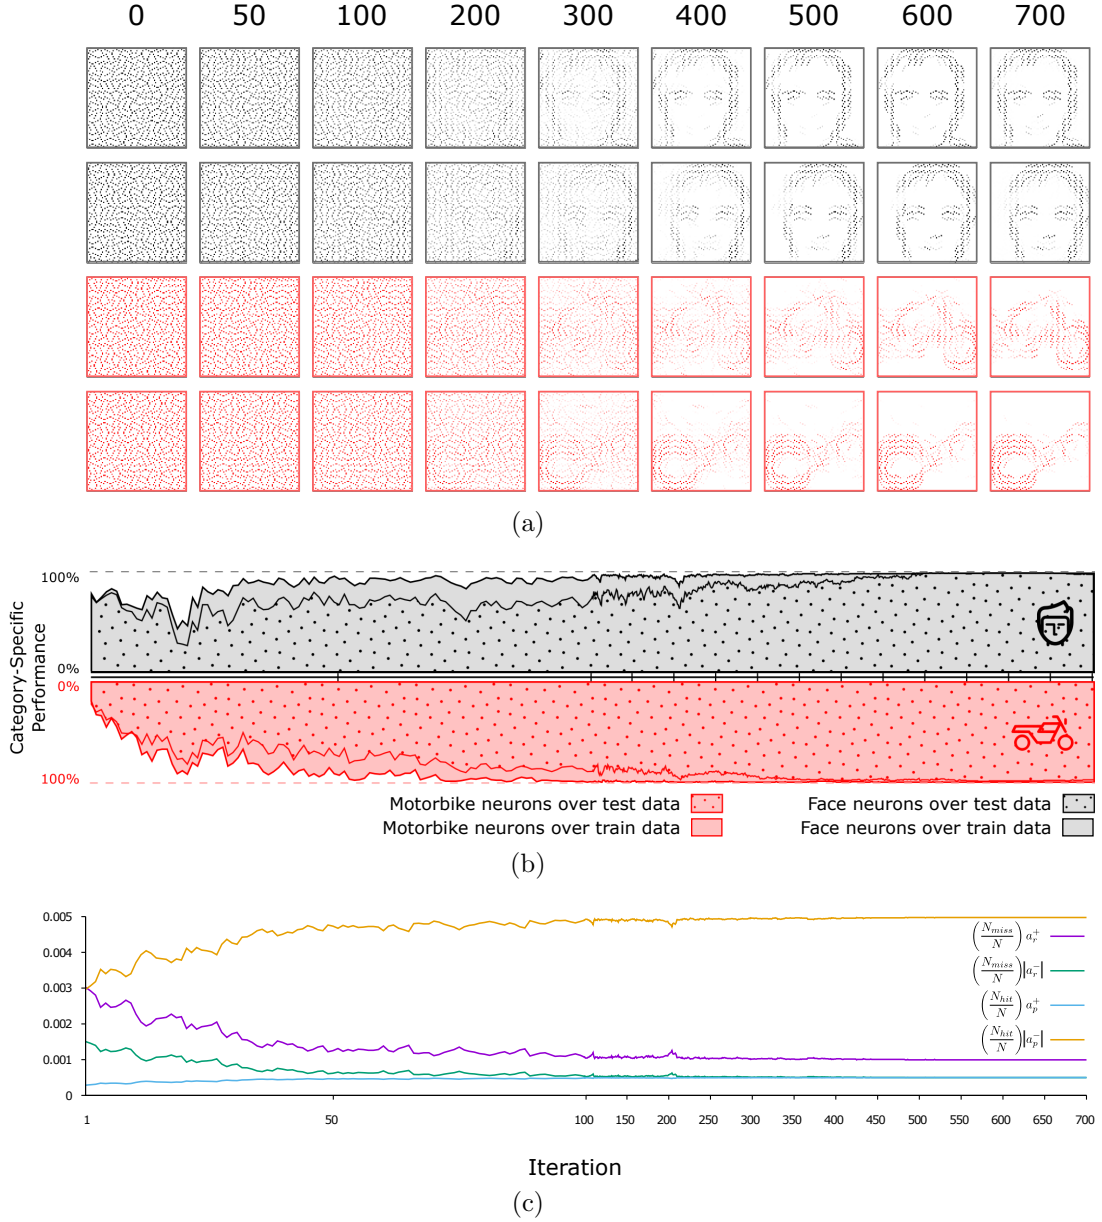 0 50 100 200 300 400 500 600 700
(a)
100%
0%
0%
100%
Category-Specific
Performance
Motorbike neurons over test data
Face neurons over test data
Motorbike neurons over train data
Face neurons over train data
(b)
0.005
0.004
0.003
0.002
0.001
0
(N_miss/N) a_r^+
(N_miss/N) |a_r^-|
(N_hit/N) a_p^+
(N_hit/N) |a_p^-|
1 50 100 150 200 250 300 350 400 450 500 550 600 650 700
Iteration
(c)